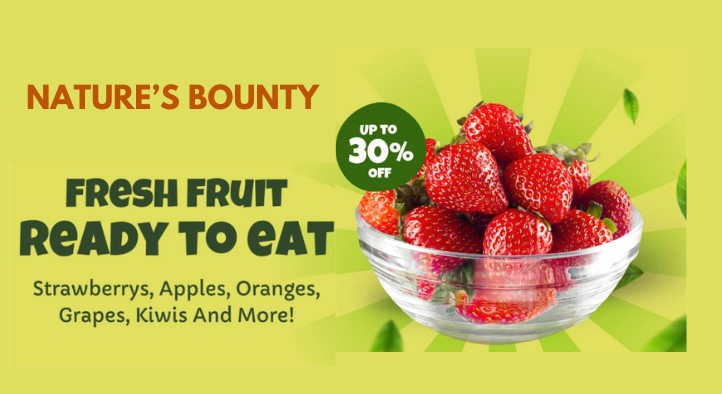 NATURE’S BOUNTY
UP TO
30%
OFF
FRESH FRUIT
READY TO EAT
Strawberrys, Apples, Oranges,
Grapes, Kiwis And More!